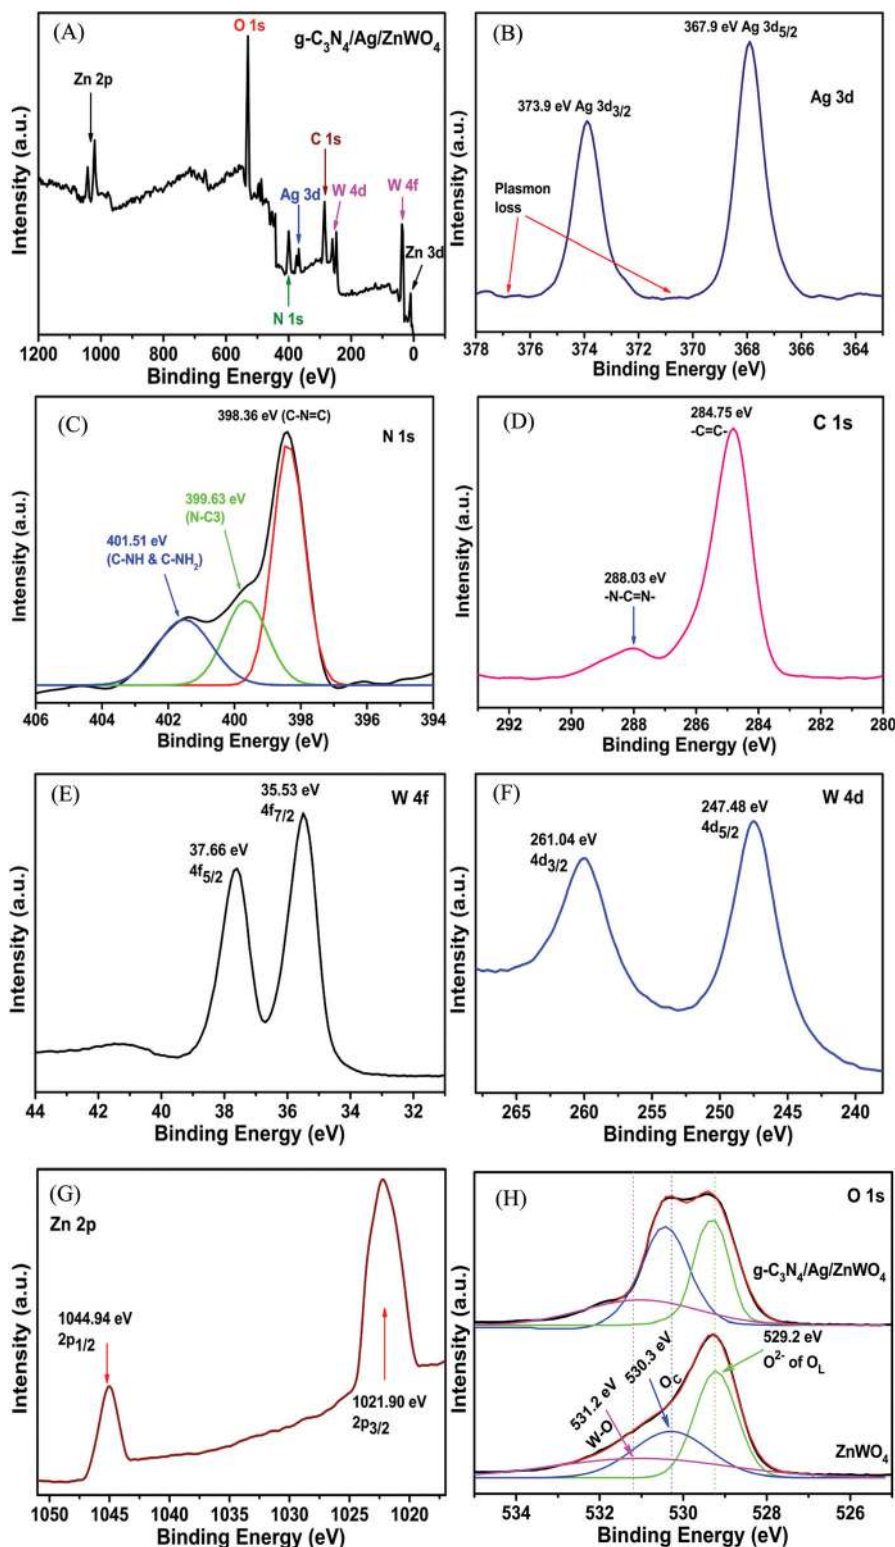 (A)
O 1s
g-C₃N₄/Ag/ZnWO₄
Zn 2p
C 1s
Ag 3d
W 4d
W 4f
Zn 3d
N 1s
Intensity (a.u.)
1200 1000 800 600 400 200 0
Binding Energy (eV)
(B)
367.9 eV Ag 3d₅/₂
373.9 eV Ag 3d₃/₂
Ag 3d
Plasmon
loss
Intensity (a.u.)
378 376 374 372 370 368 366 364
Binding Energy (eV)
(C)
398.36 eV (C-N=C)
N 1s
399.63 eV
(N-C3)
401.51 eV
(C-NH & C-NH₂)
Intensity (a.u.)
406 404 402 400 398 396 394
Binding Energy (eV)
(D)
284.75 eV
-C=C-
C 1s
288.03 eV
-N-C=N-
Intensity (a.u.)
292 290 288 286 284 282 280
Binding Energy (eV)
(E)
35.53 eV
4f₇/₂
W 4f
37.66 eV
4f₅/₂
Intensity (a.u.)
44 42 40 38 36 34 32
Binding Energy (eV)
(F)
W 4d
247.48 eV
4d₅/₂
261.04 eV
4d₃/₂
Intensity (a.u.)
265 260 255 250 245 240
Binding Energy (eV)
(G)
Zn 2p
1044.94 eV
2p₁/₂
1021.90 eV
2p₃/₂
Intensity (a.u.)
1050 1045 1040 1035 1030 1025 1020
Binding Energy (eV)
(H)
O 1s
g-C₃N₄/Ag/ZnWO₄
529.2 eV
O²⁻ of O_L
530.3 eV
O_C
531.2 eV
W-O
ZnWO₄
Intensity (a.u.)
534 532 530 528 526
Binding Energy (eV)